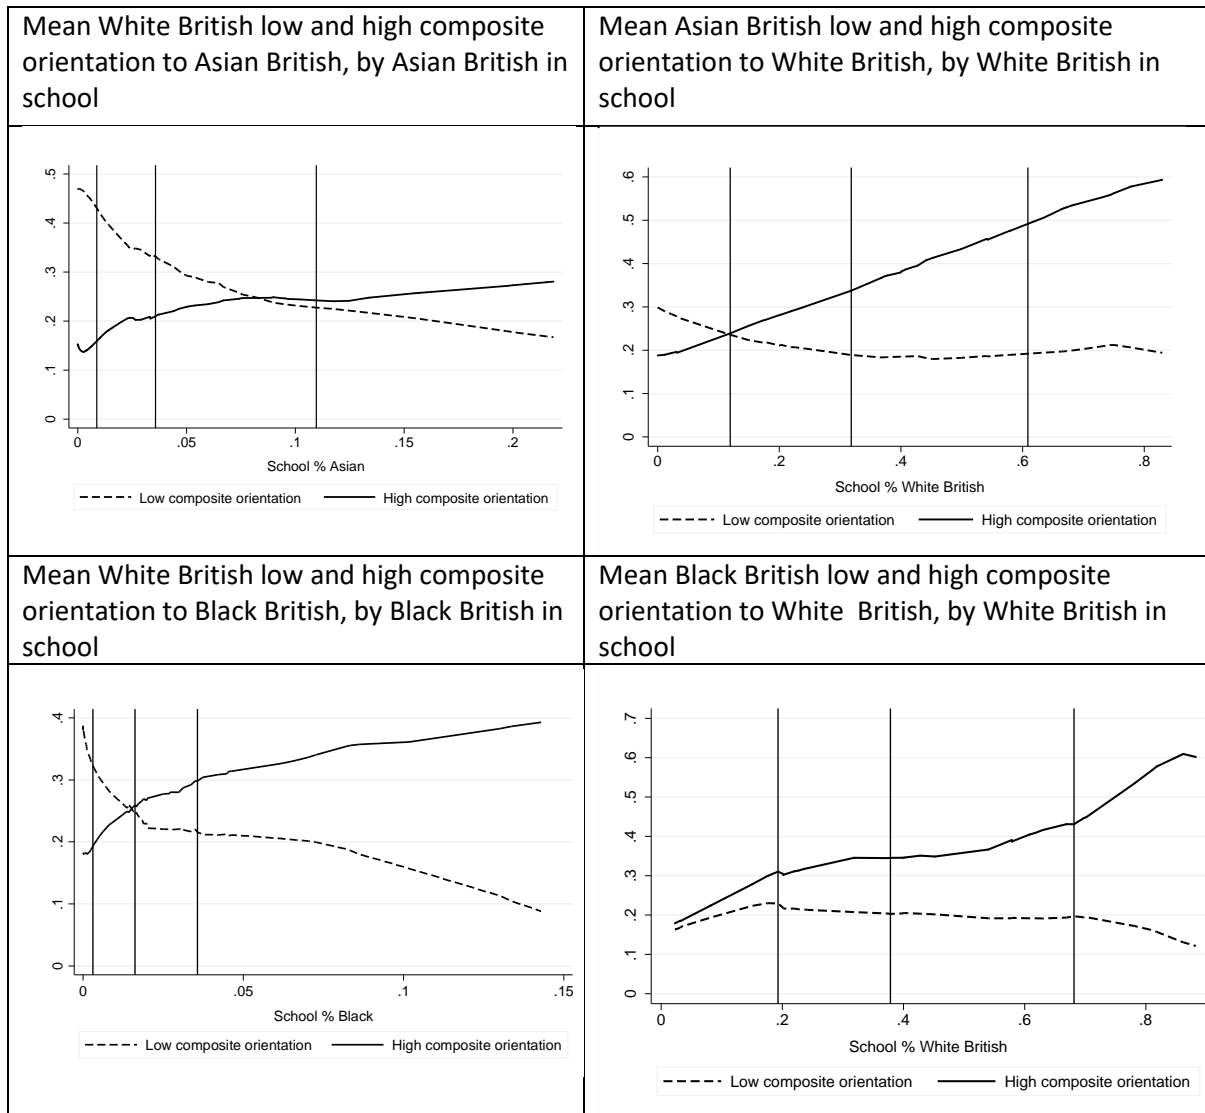 Mean White British low and high composite
orientation to Asian British, by Asian British in
school
Mean Asian British low and high composite
orientation to White British, by White British in
school
.5
.4
.3
.2
.1
0
0 .05 .1 .15 .2
School % Asian
Low composite orientation High composite orientation
.6
.5
.4
.3
.2
.1
0
0 .2 .4 .6 .8
School % White British
Low composite orientation High composite orientation
Mean White British low and high composite
orientation to Black British, by Black British in
school
Mean Black British low and high composite
orientation to White  British, by White British in
school
.4
.3
.2
.1
0
0 .05 .1 .15
School % Black
Low composite orientation High composite orientation
.7
.6
.5
.4
.3
.2
.1
0
0 .2 .4 .6 .8
School % White British
Low composite orientation High composite orientation